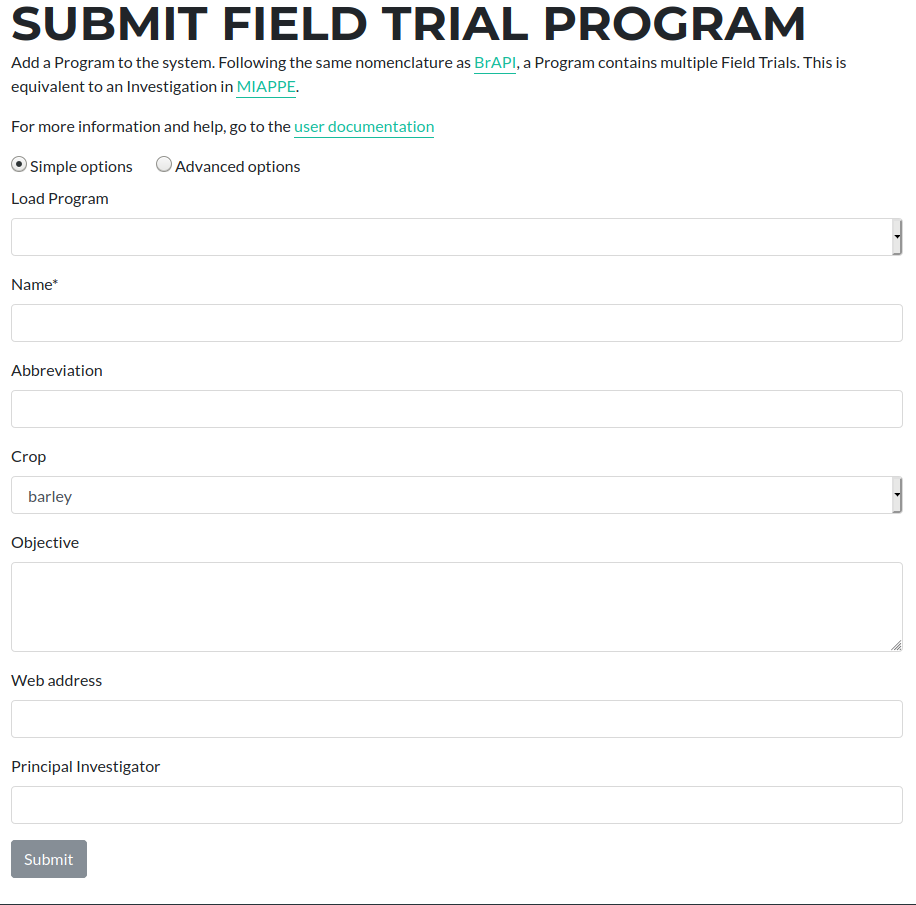 SUBMIT FIELD TRIAL PROGRAM
Add a Program to the system. Following the same nomenclature as BrAPI, a Program contains multiple Field Trials. This is
equivalent to an Investigation in MIAPPE.
For more information and help, go to the user documentation
Simple options Advanced options
Load Program
Name*
Abbreviation
Crop
barley
Objective
Web address
Principal Investigator
Submit